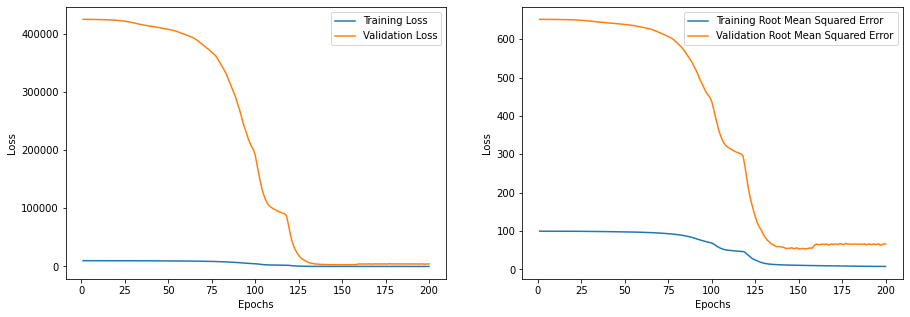 Training Loss
Validation Loss
400000
300000
200000
100000
0
Loss
0 25 50 75 100 125 150 175 200
Epochs
Training Root Mean Squared Error
Validation Root Mean Squared Error
600
500
400
300
200
100
0
Loss
0 25 50 75 100 125 150 175 200
Epochs